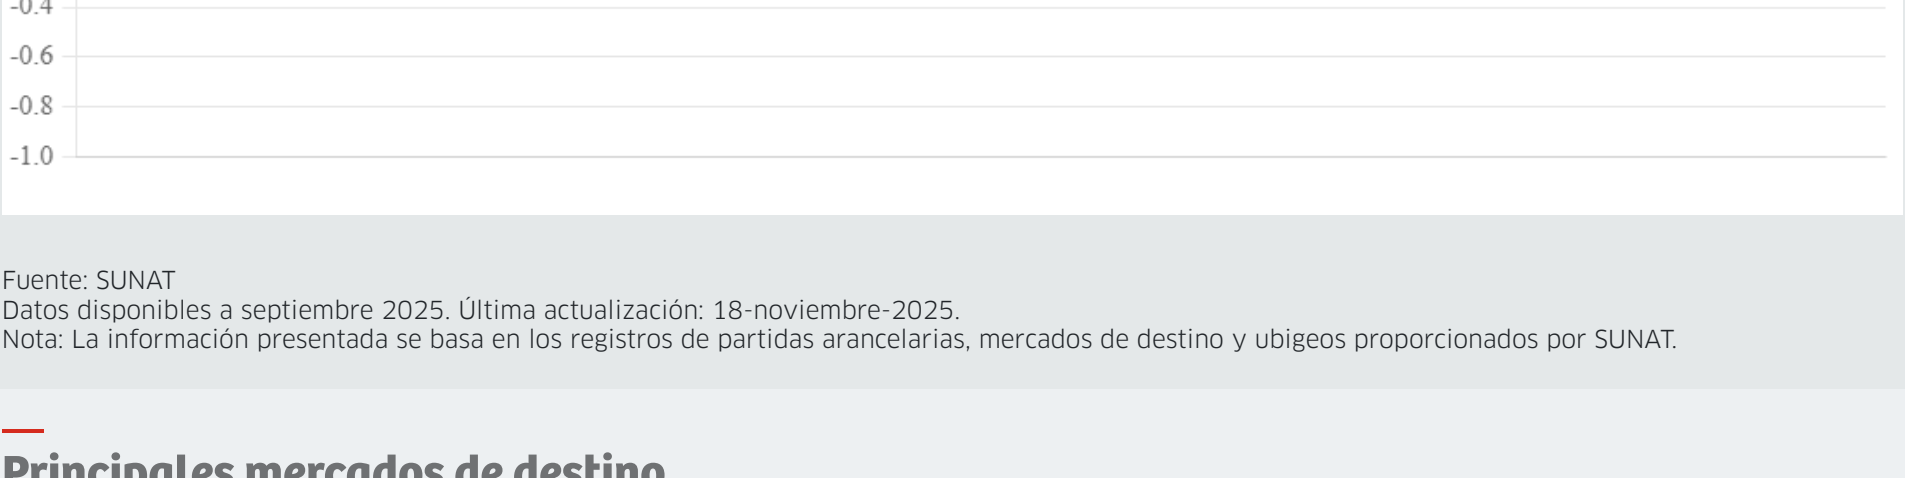 -0.4
-0.6
-0.8
-1.0
Fuente: SUNAT
Datos disponibles a septiembre 2025. Última actualización: 18-noviembre-2025.
Nota: La información presentada se basa en los registros de partidas arancelarias, mercados de destino y ubigeos proporcionados por SUNAT.
Principales mercados de destino